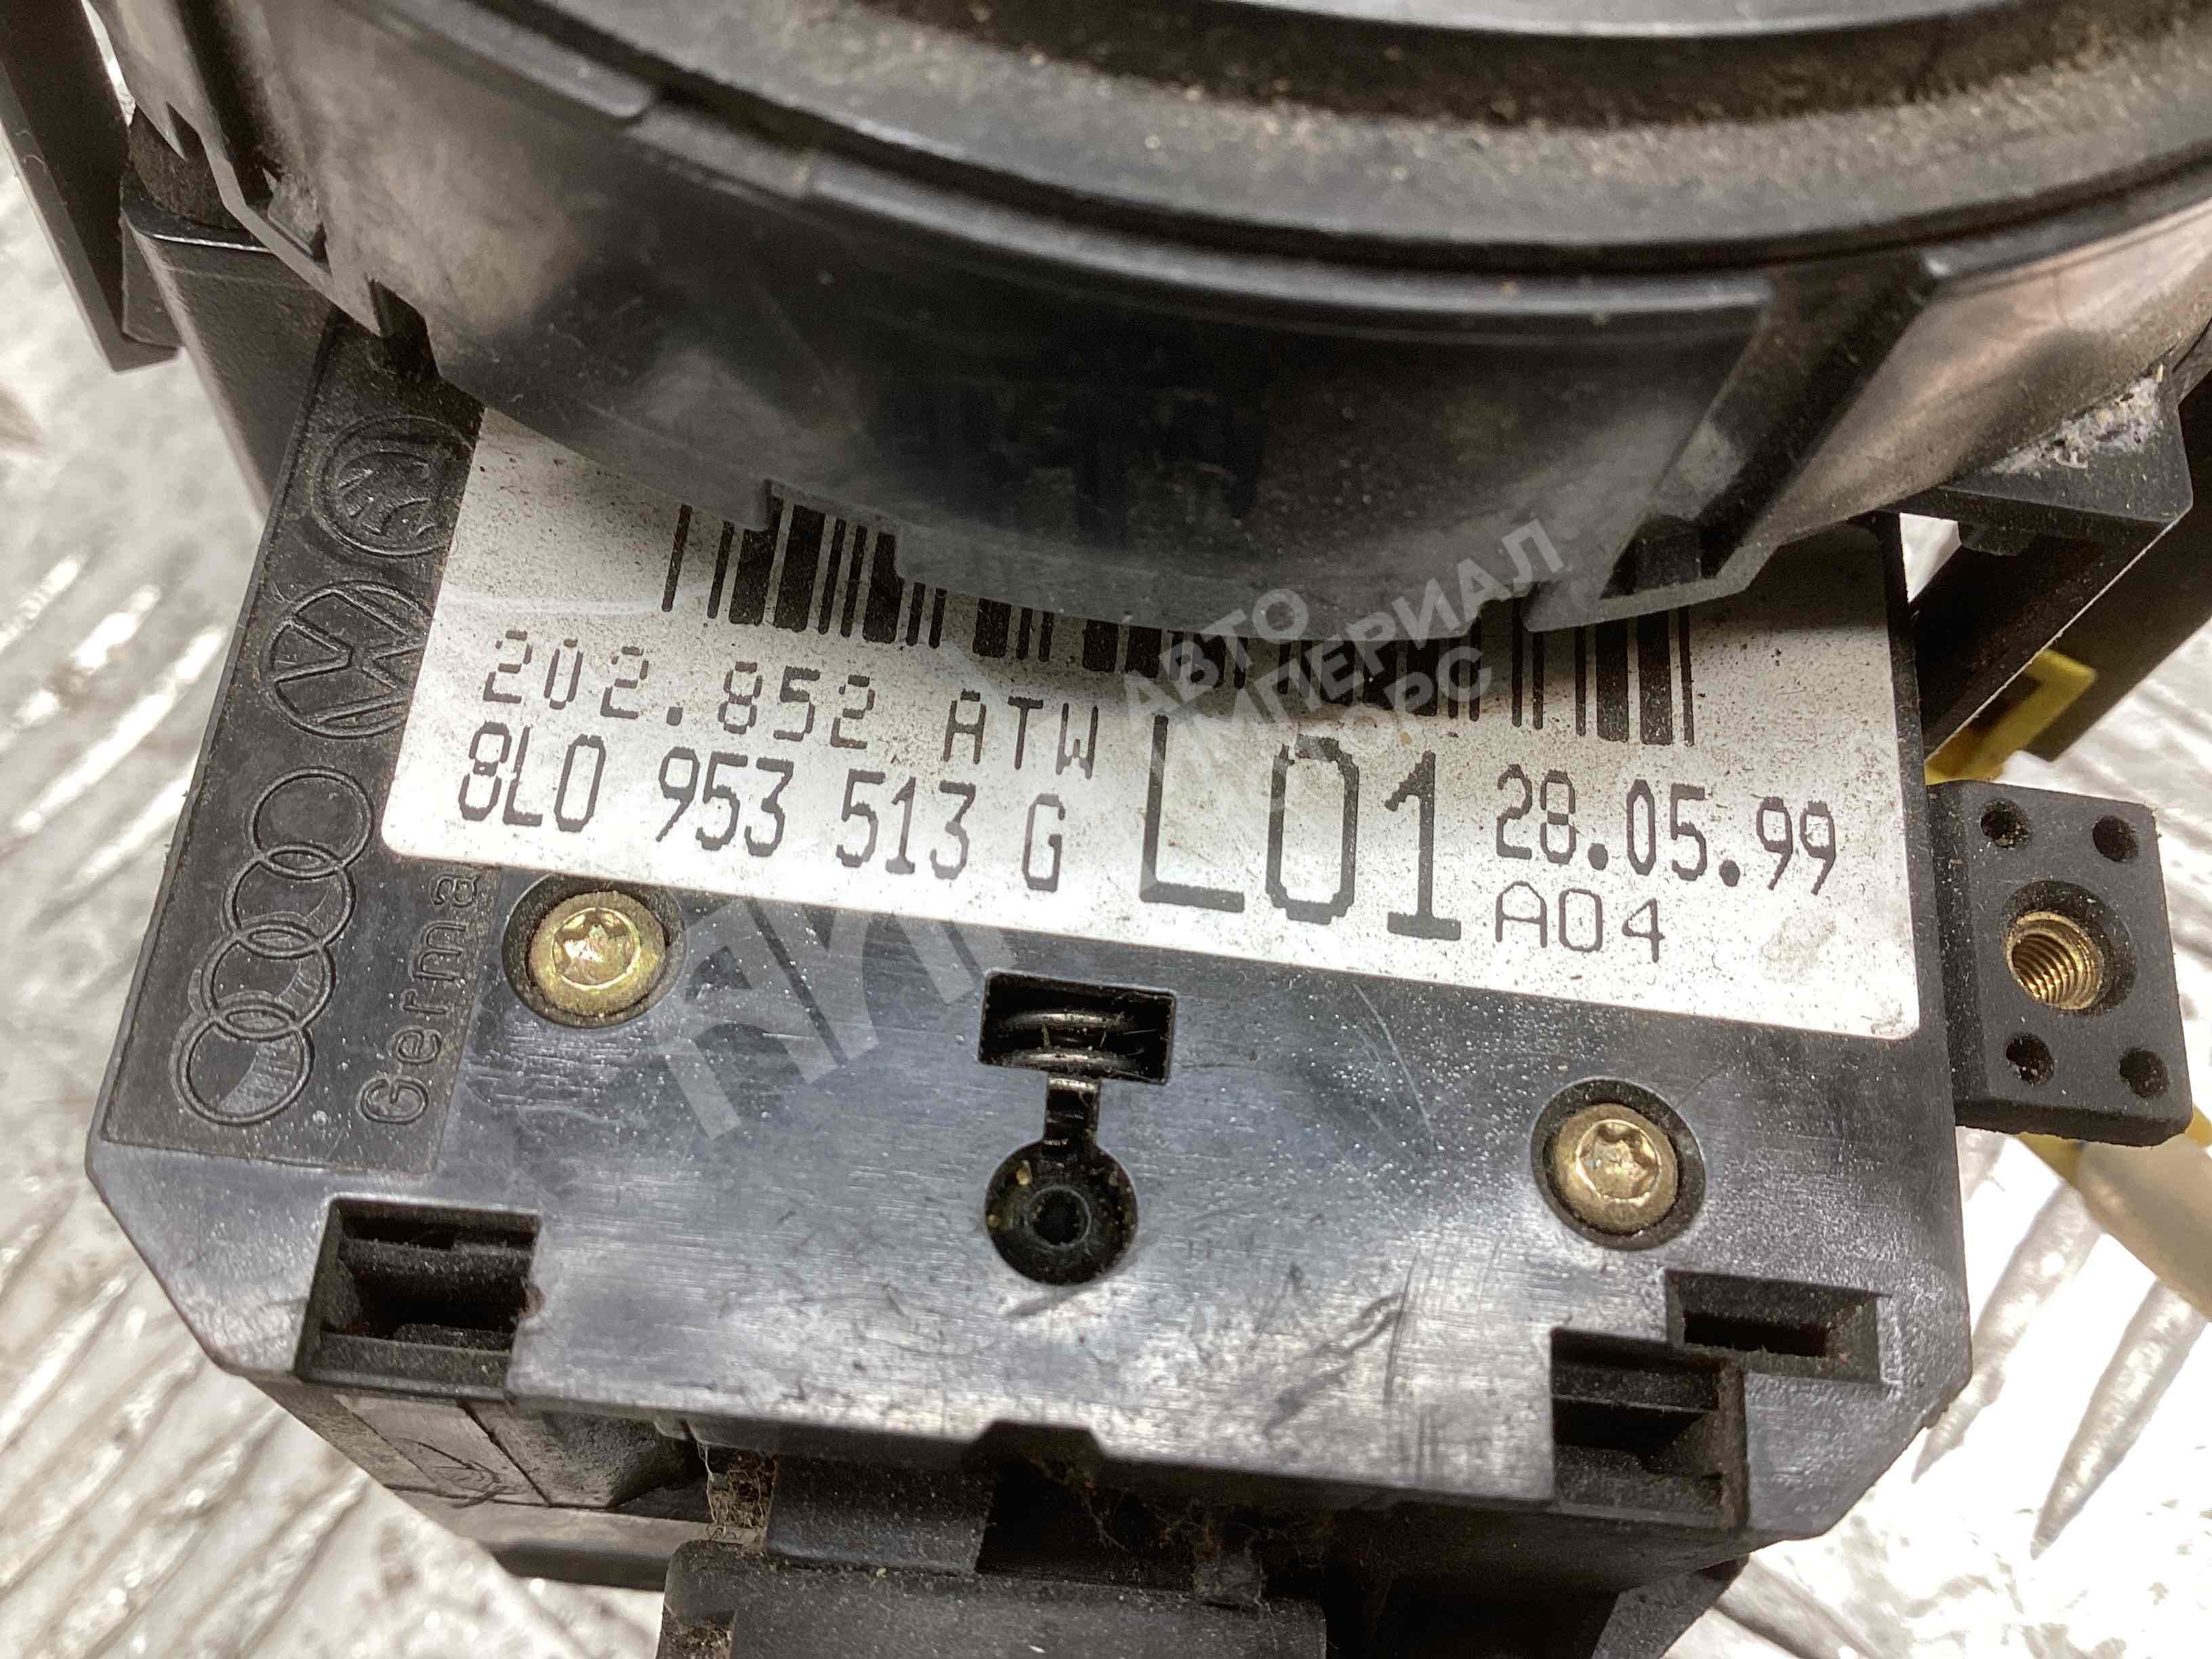 202.852 ATW
8L0 953 513 G
L01
28.05.99
A04
Germa
АВТО
ИМПЕРИАЛ